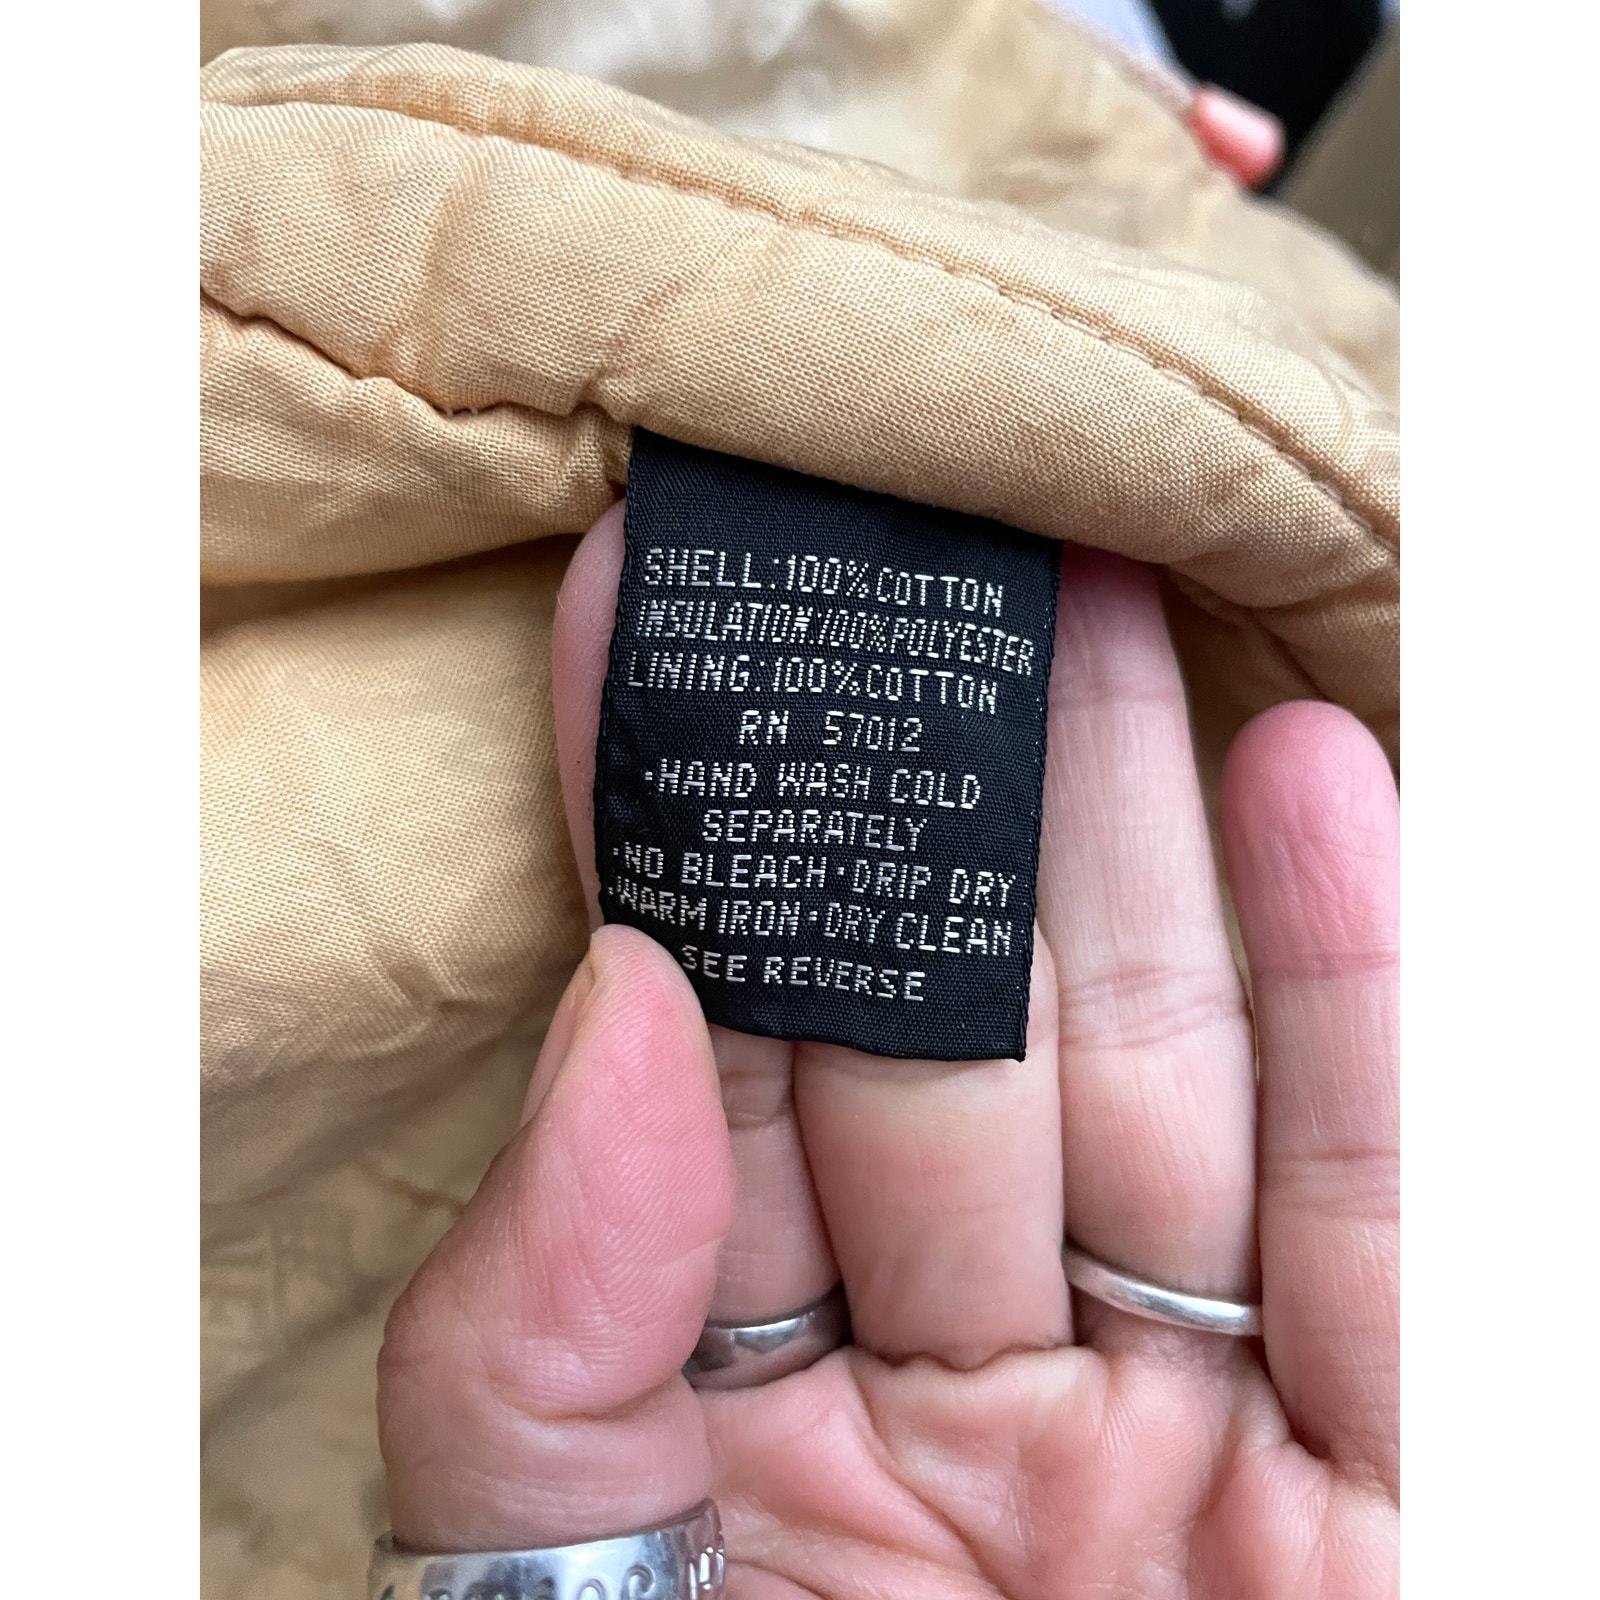 SHELL:100%COTTON
INSULATION:100%POLYESTER
LINING:100%COTTON
RN 57012
·HAND WASH COLD
SEPARATELY
·NO BLEACH·DRIP DRY
·WARM IRON·DRY CLEAN
SEE REVERSE